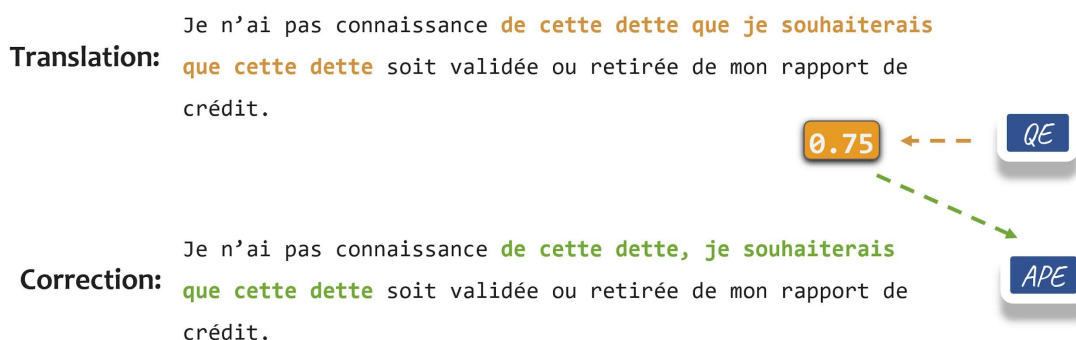 Translation:
Je n’ai pas connaissance de cette dette que je souhaiterais
que cette dette soit validée ou retirée de mon rapport de
crédit.
0.75
QE
Correction:
Je n’ai pas connaissance de cette dette, je souhaiterais
que cette dette soit validée ou retirée de mon rapport de
crédit.
APE